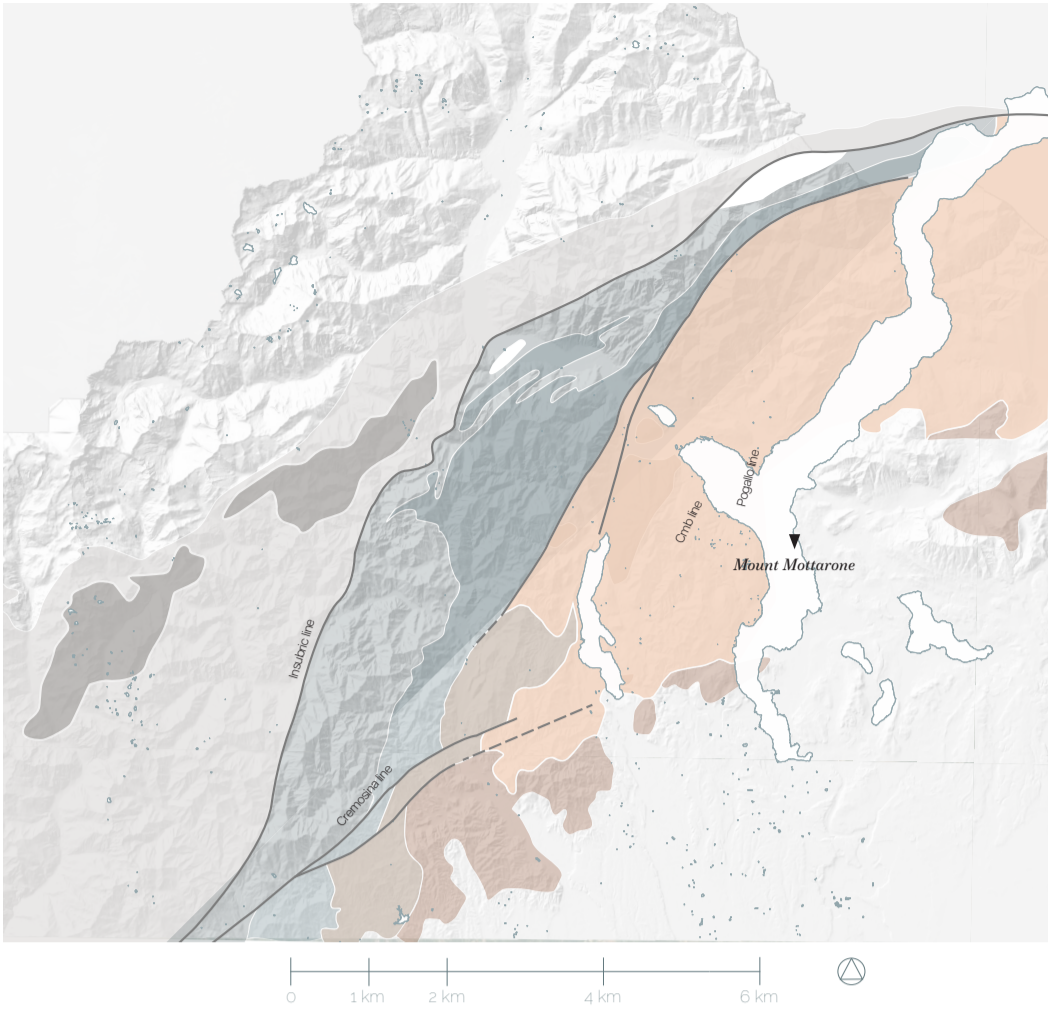 Pogallo line
Cmb line
Mount Mottarone
Insubric line
Cremosina line
0
1 km
2 km
4 km
6 km